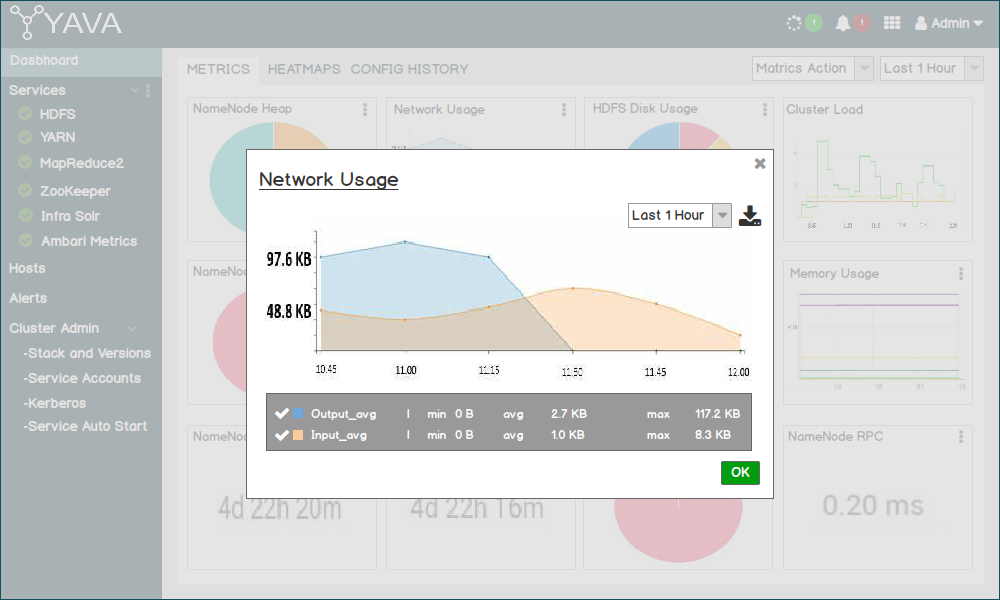 YAVA
1
1
Admin
Dasbhoard
Services
HDFS
YARN
MapReduce2
ZooKeeper
Infra Solr
Ambari Metrics
Hosts
Alerts
Cluster Admin
-Stack and Versions
-Service Accounts
-Kerberos
-Service Auto Start
METRICS HEATMAPS CONFIG HISTORY
Matrics Action
Last 1 Hour
NameNode Heap
Network Usage
HDFS Disk Usage
Cluster Load
Network Usage
Last 1 Hour
97.6 KB
48.8 KB
10.45 11.00 11.15 11.30 11.45 12.00
Output_avg | min 0 B avg 2.7 KB max 117.2 KB
Input_avg | min 0 B avg 1.0 KB max 8.3 KB
OK
NameNod
Memory Usage
NameNod
4d 22h 20m
4d 22h 16m
NameNode RPC
0.20 ms